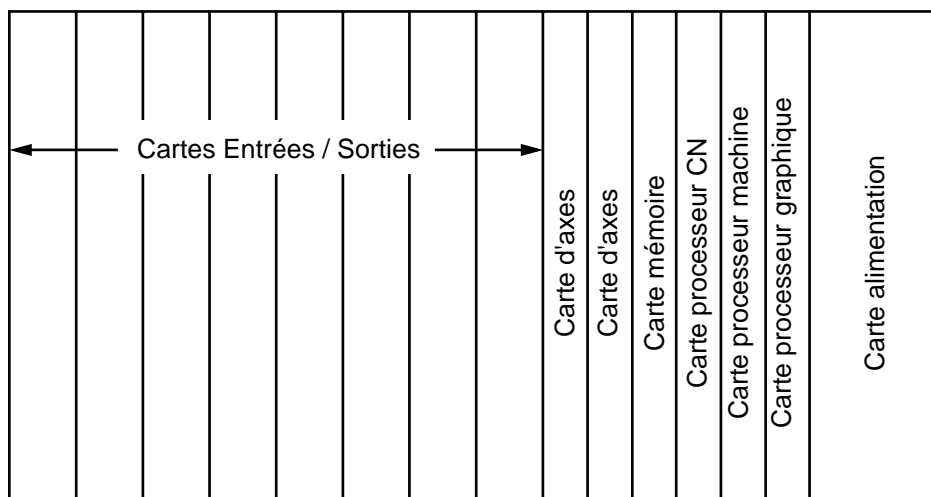 Cartes Entrées / Sorties
Carte d'axes
Carte d'axes
Carte mémoire
Carte processeur CN
Carte processeur machine
Carte processeur graphique
Carte alimentation